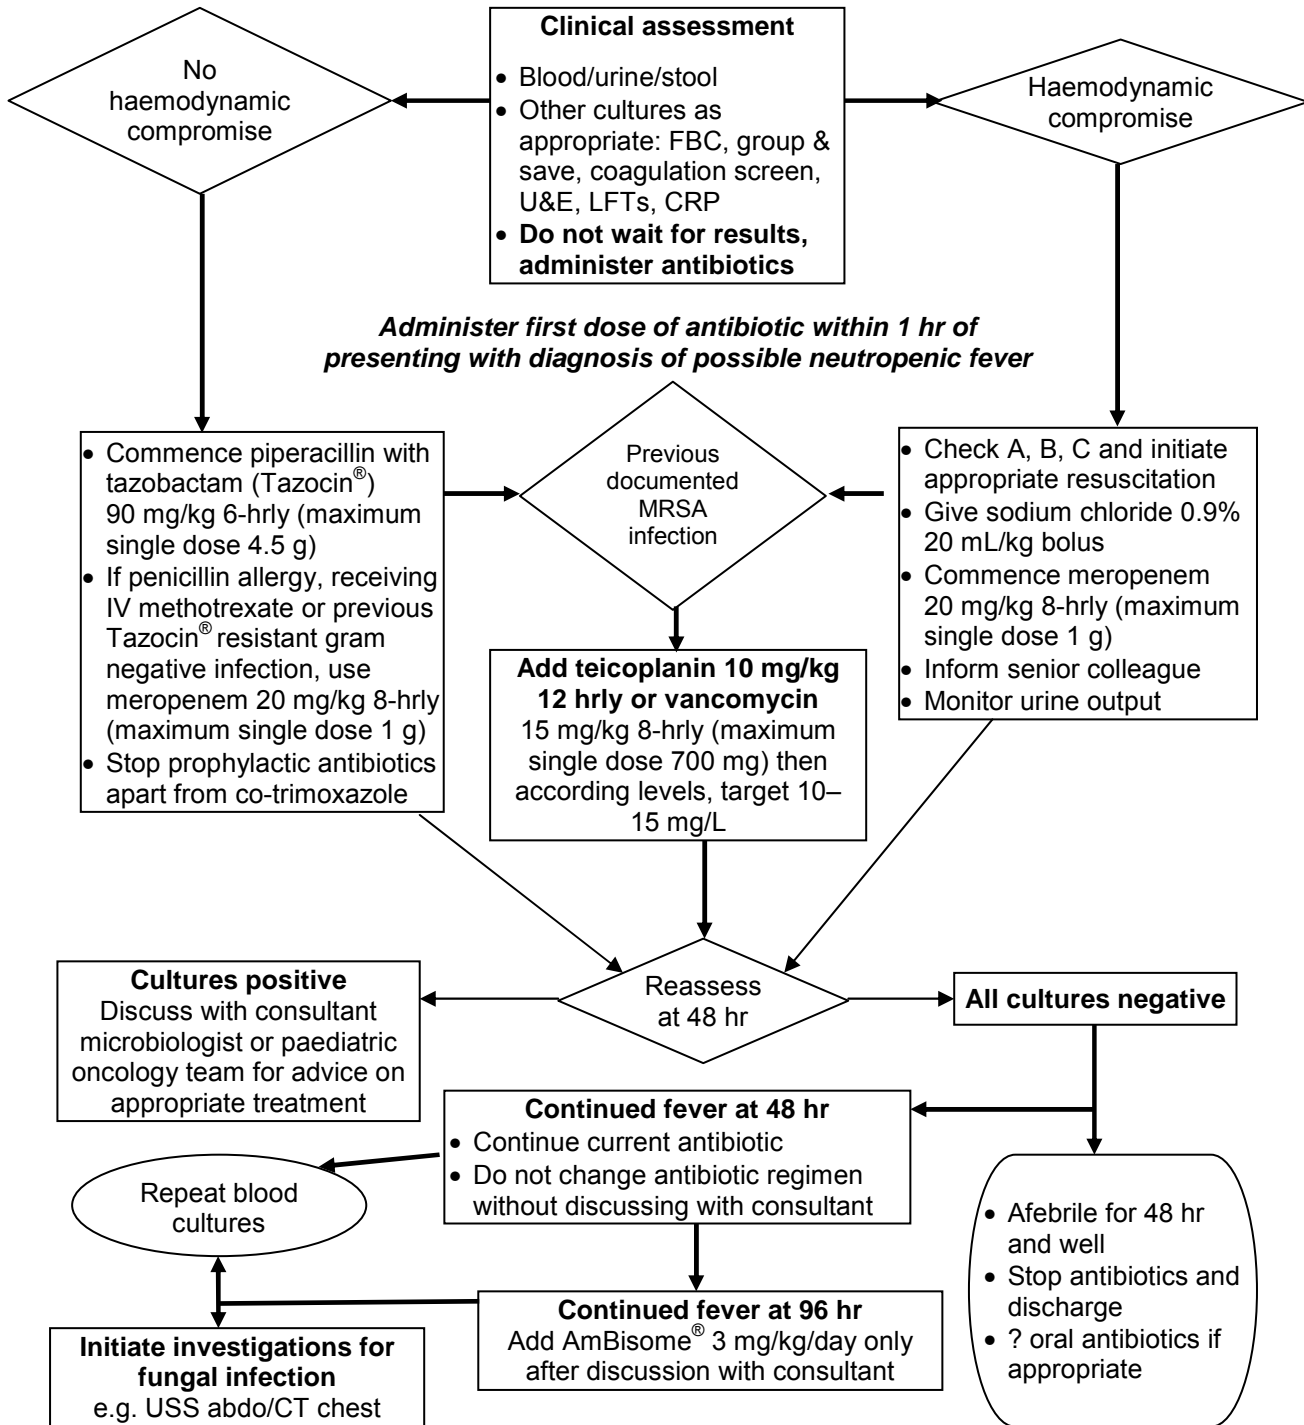 Clinical assessment
• Blood/urine/stool
• Other cultures as
appropriate: FBC, group &
save, coagulation screen,
U&E, LFTs, CRP
• Do not wait for results,
administer antibiotics
No
haemodynamic
compromise
Haemodynamic
compromise
Administer first dose of antibiotic within 1 hr of
presenting with diagnosis of possible neutropenic fever
• Commence piperacillin with
tazobactam (Tazocin®)
90 mg/kg 6-hrly (maximum
single dose 4.5 g)
• If penicillin allergy, receiving
IV methotrexate or previous
Tazocin® resistant gram
negative infection, use
meropenem 20 mg/kg 8-hrly
(maximum single dose 1 g)
• Stop prophylactic antibiotics
apart from co-trimoxazole
Previous
documented
MRSA
infection
• Check A, B, C and initiate
appropriate resuscitation
• Give sodium chloride 0.9%
20 mL/kg bolus
• Commence meropenem
20 mg/kg 8-hrly (maximum
single dose 1 g)
• Inform senior colleague
• Monitor urine output
Add teicoplanin 10 mg/kg
12 hrly or vancomycin
15 mg/kg 8-hrly (maximum
single dose 700 mg) then
according levels, target 10–
15 mg/L
Reassess
at 48 hr
Cultures positive
Discuss with consultant
microbiologist or paediatric
oncology team for advice on
appropriate treatment
All cultures negative
Continued fever at 48 hr
• Continue current antibiotic
• Do not change antibiotic regimen
without discussing with consultant
Repeat blood
cultures
• Afebrile for 48 hr
and well
• Stop antibiotics and
discharge
• ? oral antibiotics if
appropriate
Continued fever at 96 hr
Add AmBisome® 3 mg/kg/day only
after discussion with consultant
Initiate investigations for
fungal infection
e.g. USS abdo/CT chest